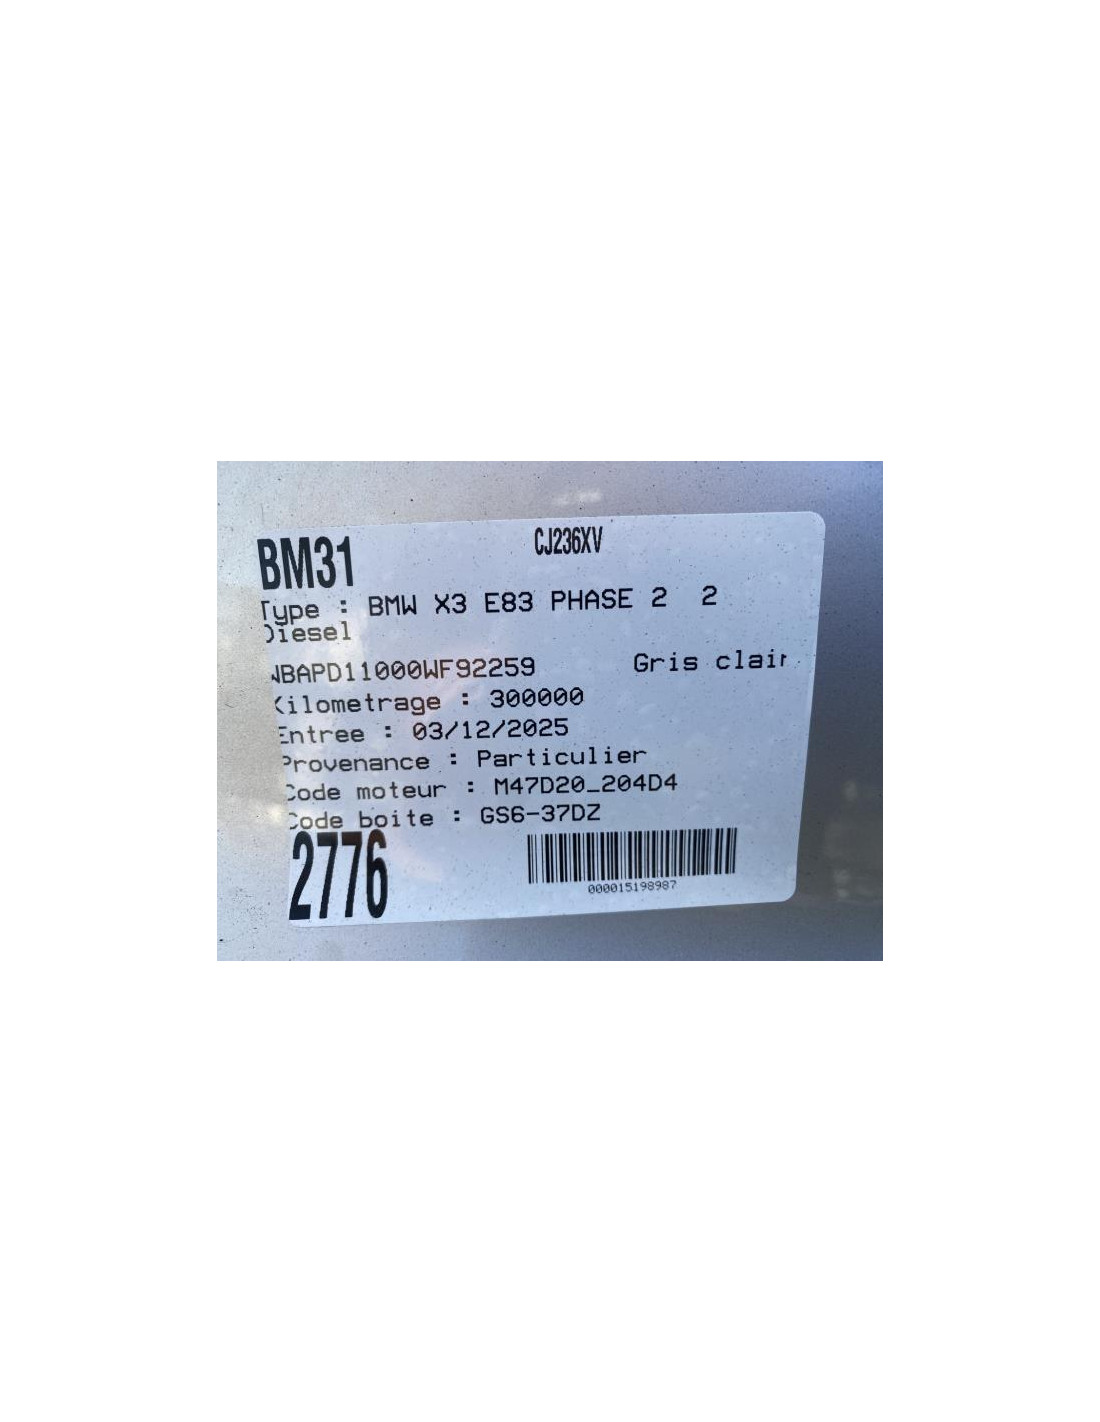 CJ236XV
BM31
Type : BMW X3 E83 PHASE 2 2
Diesel
WBAPD11000WF92259 Gris clair
Kilometrage : 300000
Entree : 03/12/2025
Provenance : Particulier
Code moteur : M47D20_204D4
Code boite : GS6-37DZ
2776
000015198987